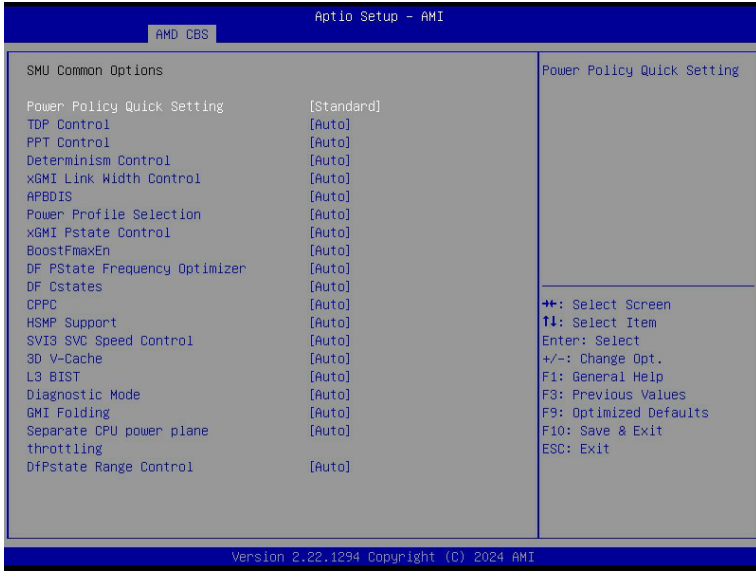 Aptio Setup - AMI
AMD CBS
SMU Common Options
Power Policy Quick Setting [Standard]
TDP Control [Auto]
PPT Control [Auto]
Determinism Control [Auto]
xGMI Link Width Control [Auto]
APBDIS [Auto]
Power Profile Selection [Auto]
xGMI Pstate Control [Auto]
BoostFmaxEn [Auto]
DF PState Frequency Optimizer [Auto]
DF Cstates [Auto]
CPPC [Auto]
HSMP Support [Auto]
SVI3 SVC Speed Control [Auto]
3D V-Cache [Auto]
L3 BIST [Auto]
Diagnostic Mode [Auto]
GMI Folding [Auto]
Separate CPU power plane [Auto]
throttling
DfPstate Range Control [Auto]
Power Policy Quick Setting
→←: Select Screen
↑↓: Select Item
Enter: Select
+/-: Change Opt.
F1: General Help
F3: Previous Values
F9: Optimized Defaults
F10: Save & Exit
ESC: Exit
Version 2.22.1294 Copyright (C) 2024 AMI